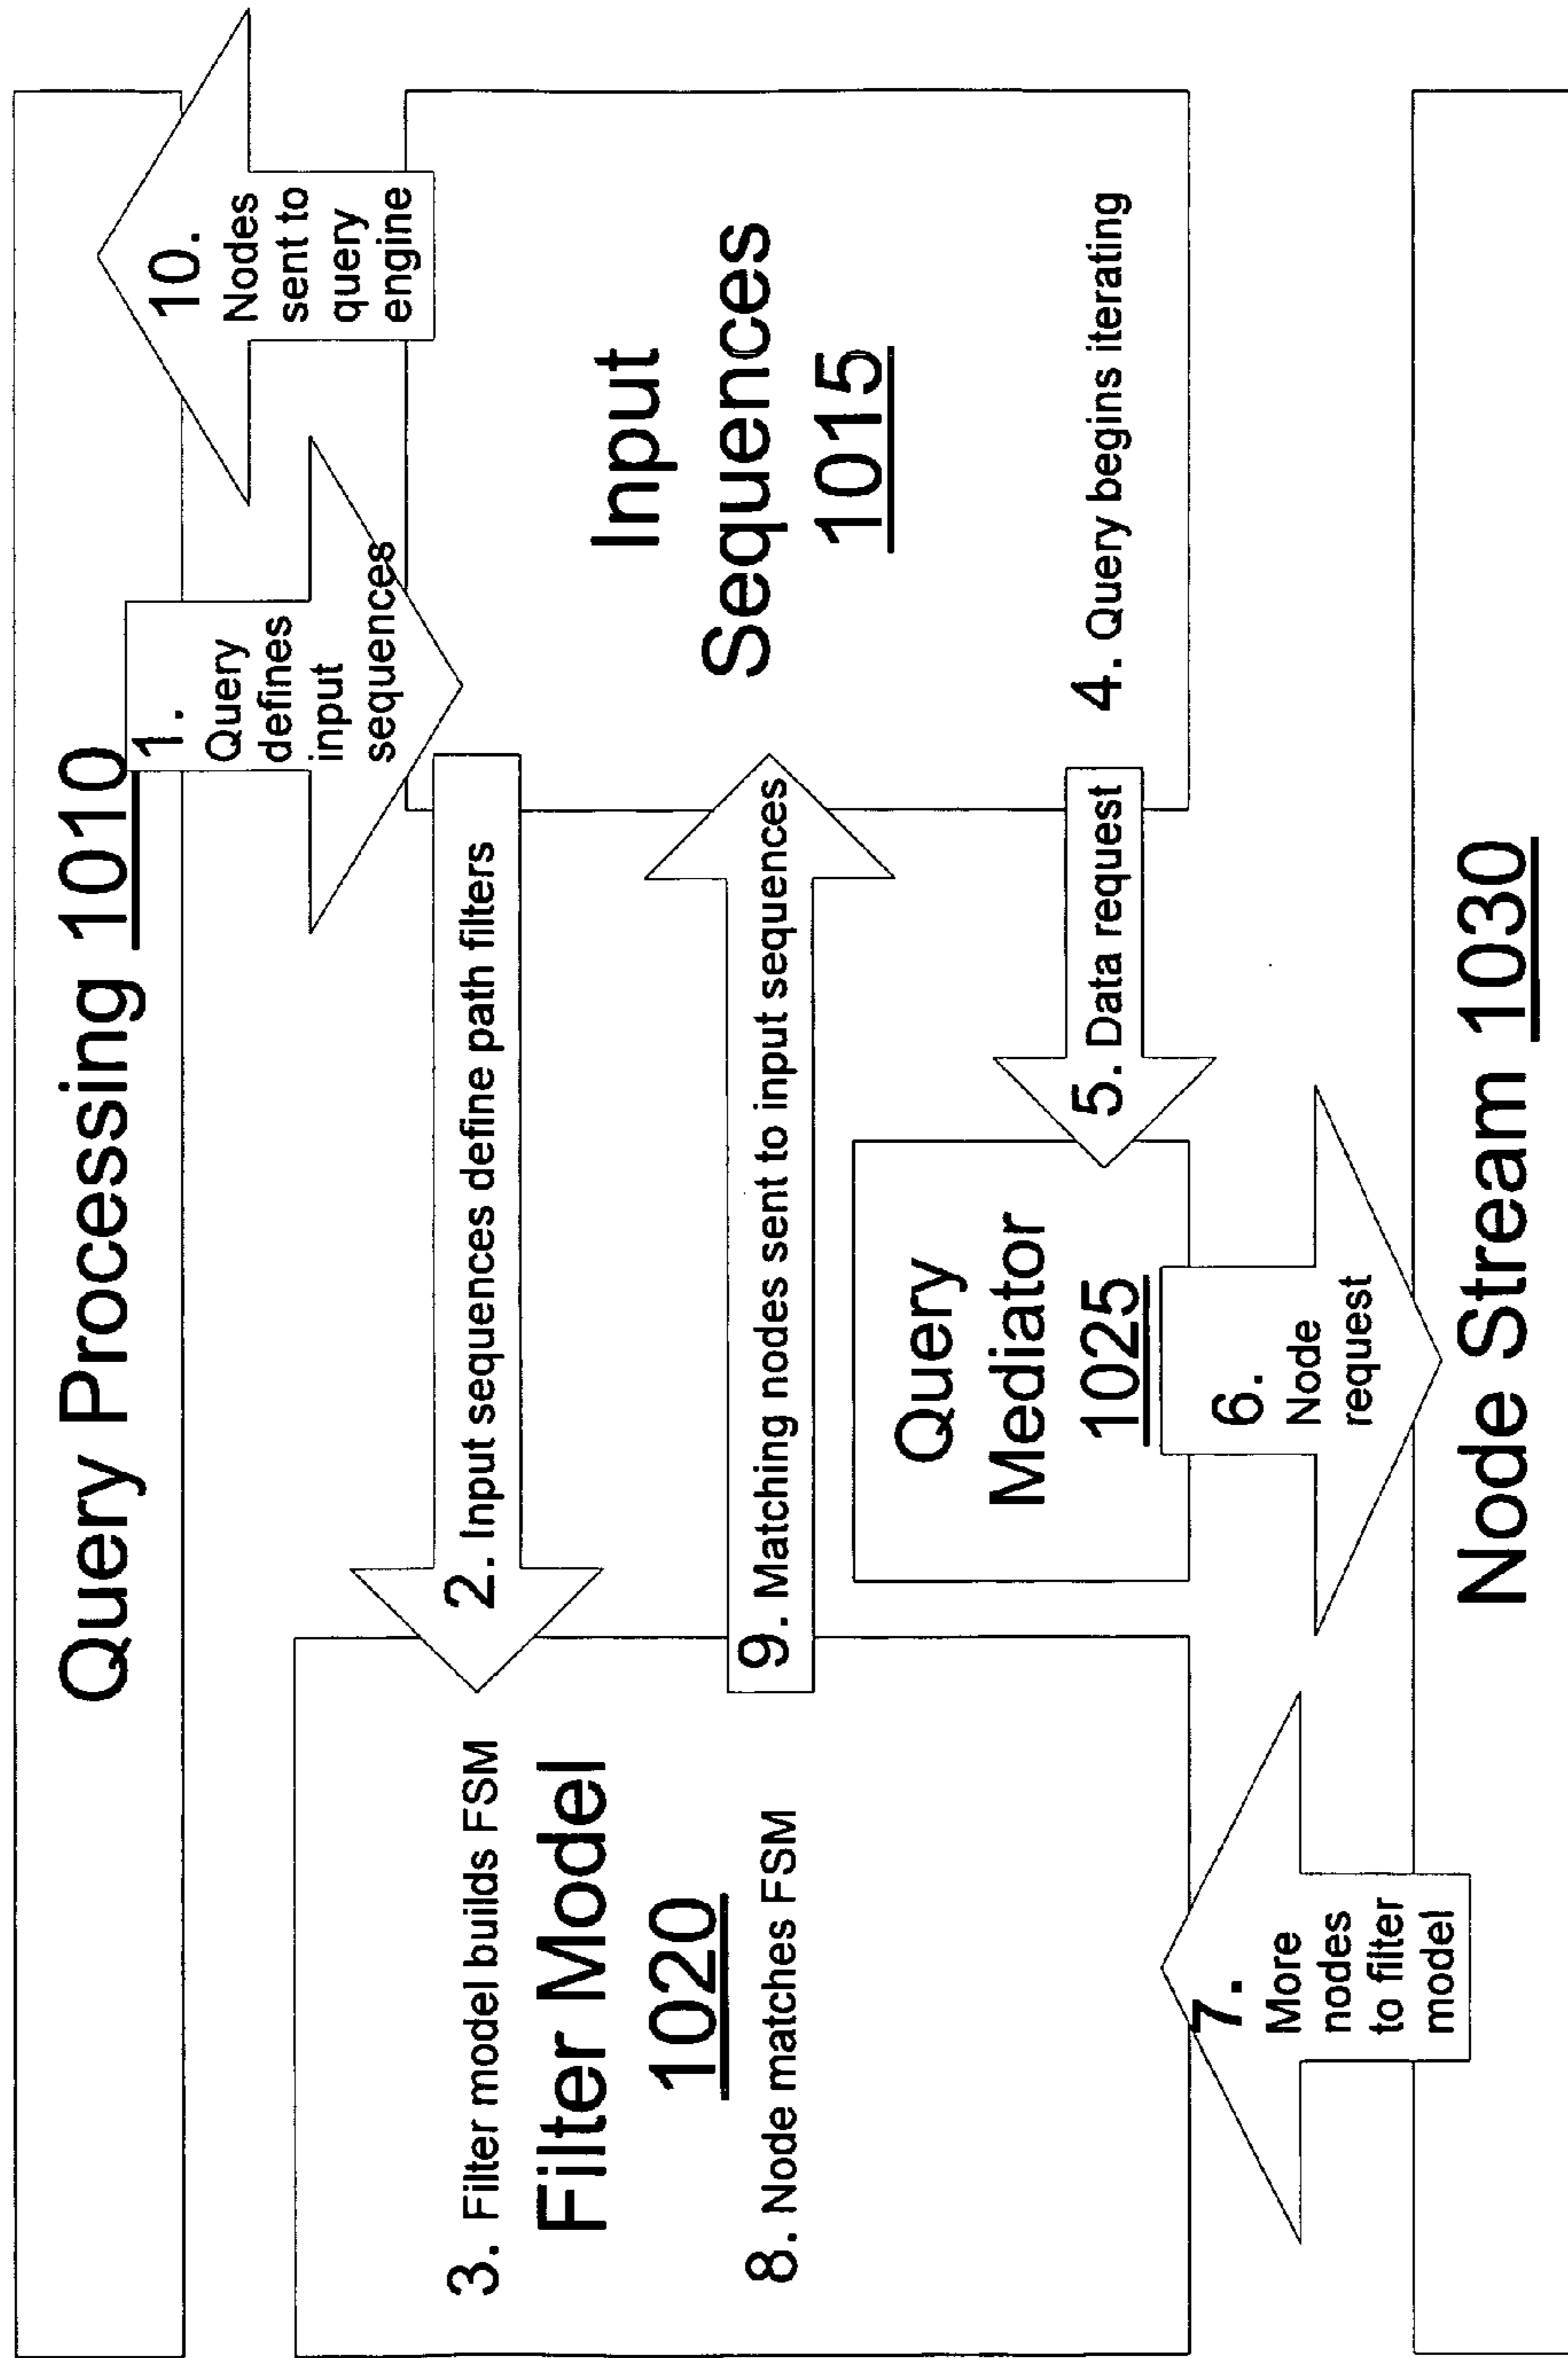 Query Processing 1010
1.
Query
defines
input
sequences
10.
Nodes
sent to
query
engine
2. Input sequences define path filters
3. Filter model builds FSM
Filter Model
1020
8. Node matches FSM
9. Matching nodes sent to input sequences
Input
Sequences
1015
4. Query begins iterating
5. Data request
Query
Mediator
1025
6.
Node
request
7.
More
nodes
to filter
model
Node Stream 1030